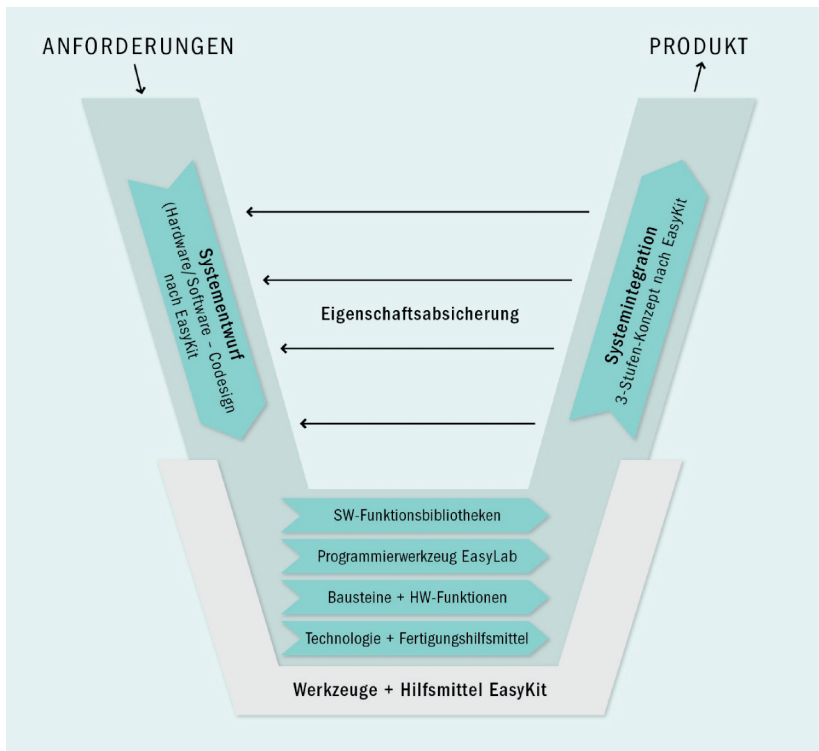 ANFORDERUNGEN
PRODUKT
Systementwurf
(Hardware/Software – Codesign
nach EasyKit
Eigenschaftsabsicherung
Systemintegration
3-Stufen-Konzept nach EasyKit
SW-Funktionsbibliotheken
Programmierwerkzeug EasyLab
Bausteine + HW-Funktionen
Technologie + Fertigungshilfsmittel
Werkzeuge + Hilfsmittel EasyKit